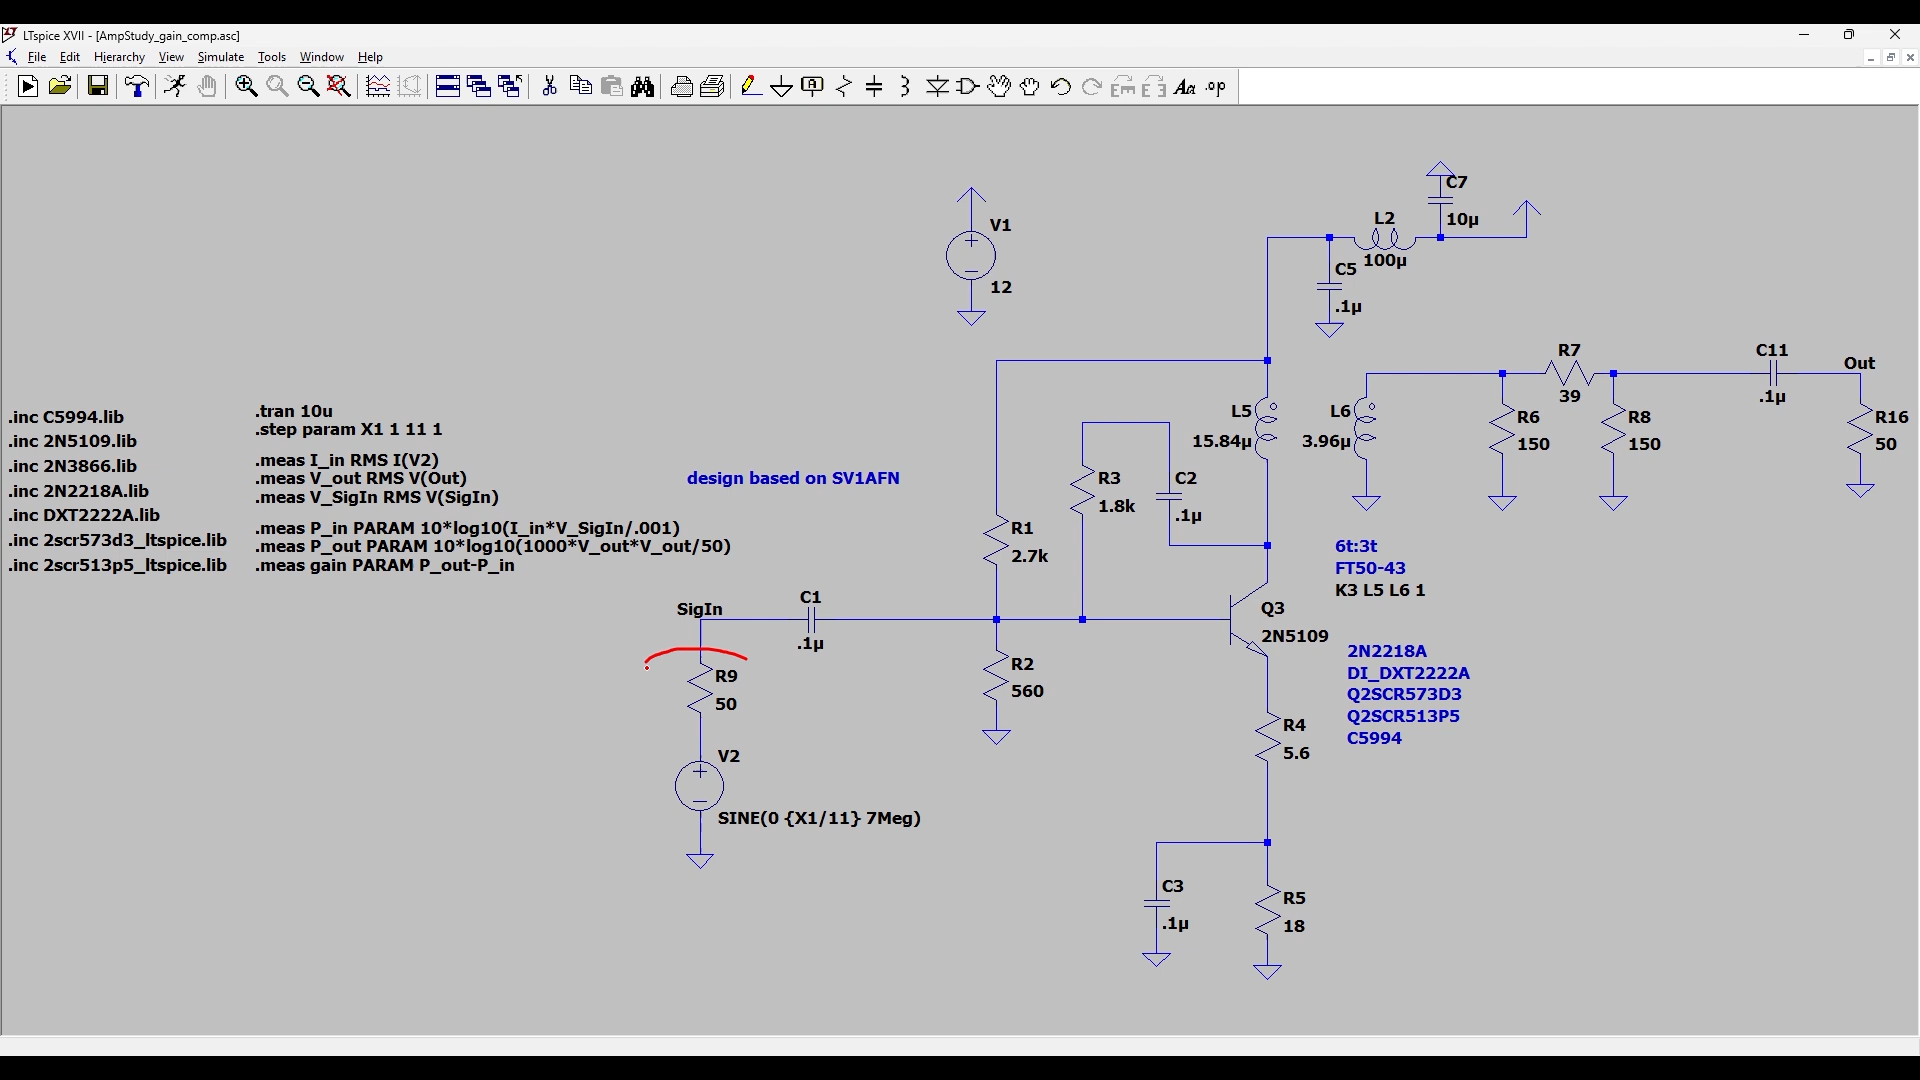 LTspice XVII - [AmpStudy_gain_comp.asc]
File Edit Hierarchy View Simulate Tools Window Help
A
Aa .op
C7
10µ
L2
100µ
V1
12
C5
.1µ
R7
39
C11
.1µ
Out
L5
15.84µ
L6
3.96µ
R6
150
R8
150
R16
50
.inc C5994.lib
.inc 2N5109.lib
.inc 2N3866.lib
.inc 2N2218A.lib
.inc DXT2222A.lib
.inc 2scr573d3_ltspice.lib
.inc 2scr513p5_ltspice.lib
.tran 10u
.step param X1 1 11 1
.meas I_in RMS I(V2)
.meas V_out RMS V(Out)
.meas V_SigIn RMS V(SigIn)
.meas P_in PARAM 10*log10(I_in*V_SigIn/.001)
.meas P_out PARAM 10*log10(1000*V_out*V_out/50)
.meas gain PARAM P_out-P_in
design based on SV1AFN
R3
1.8k
C2
.1µ
R1
2.7k
6t:3t
FT50-43
K3 L5 L6 1
SigIn
C1
.1µ
Q3
2N5109
R2
560
R9
50
2N2218A
DI_DXT2222A
Q2SCR573D3
Q2SCR513P5
C5994
R4
5.6
V2
SINE(0 {X1/11} 7Meg)
C3
.1µ
R5
18